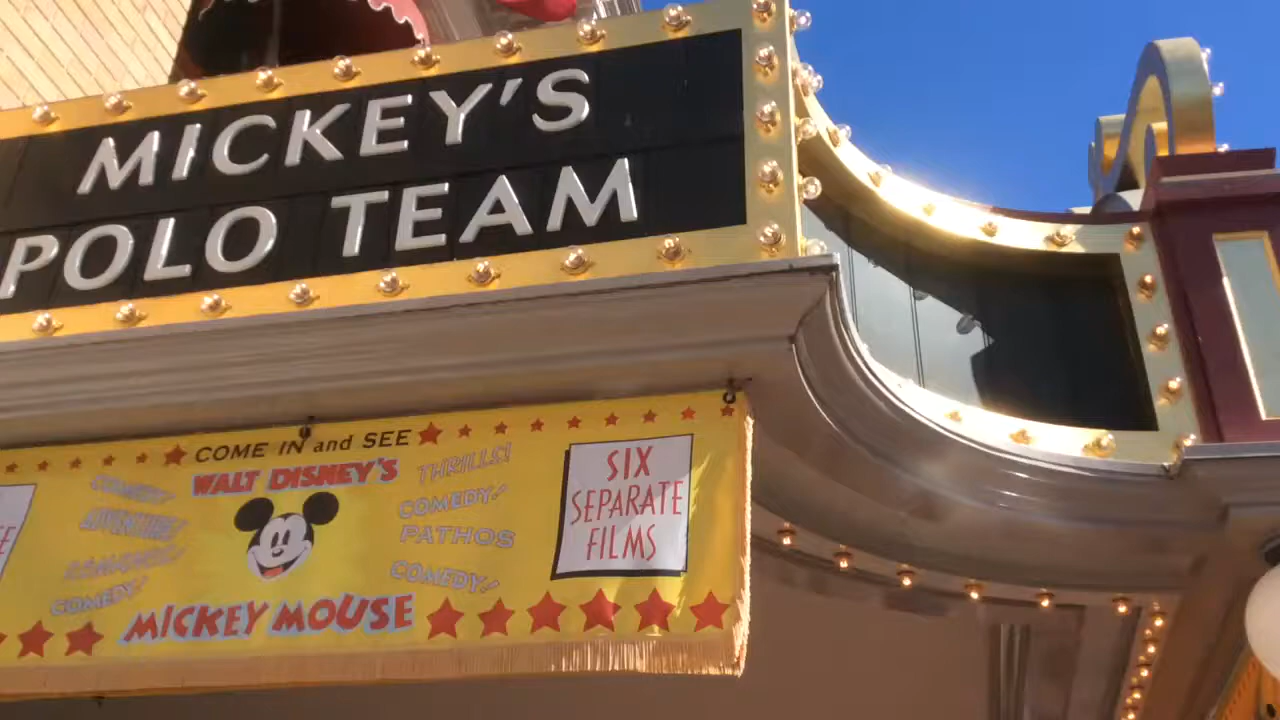 MICKEY'S
POLO TEAM
COME IN and SEE
WALT DISNEY'S
MICKEY MOUSE
COMEDY!
ADVENTURE!
COMEDY!
THRILLS!
COMEDY!
PATHOS
COMEDY!
SIX
SEPARATE
FILMS